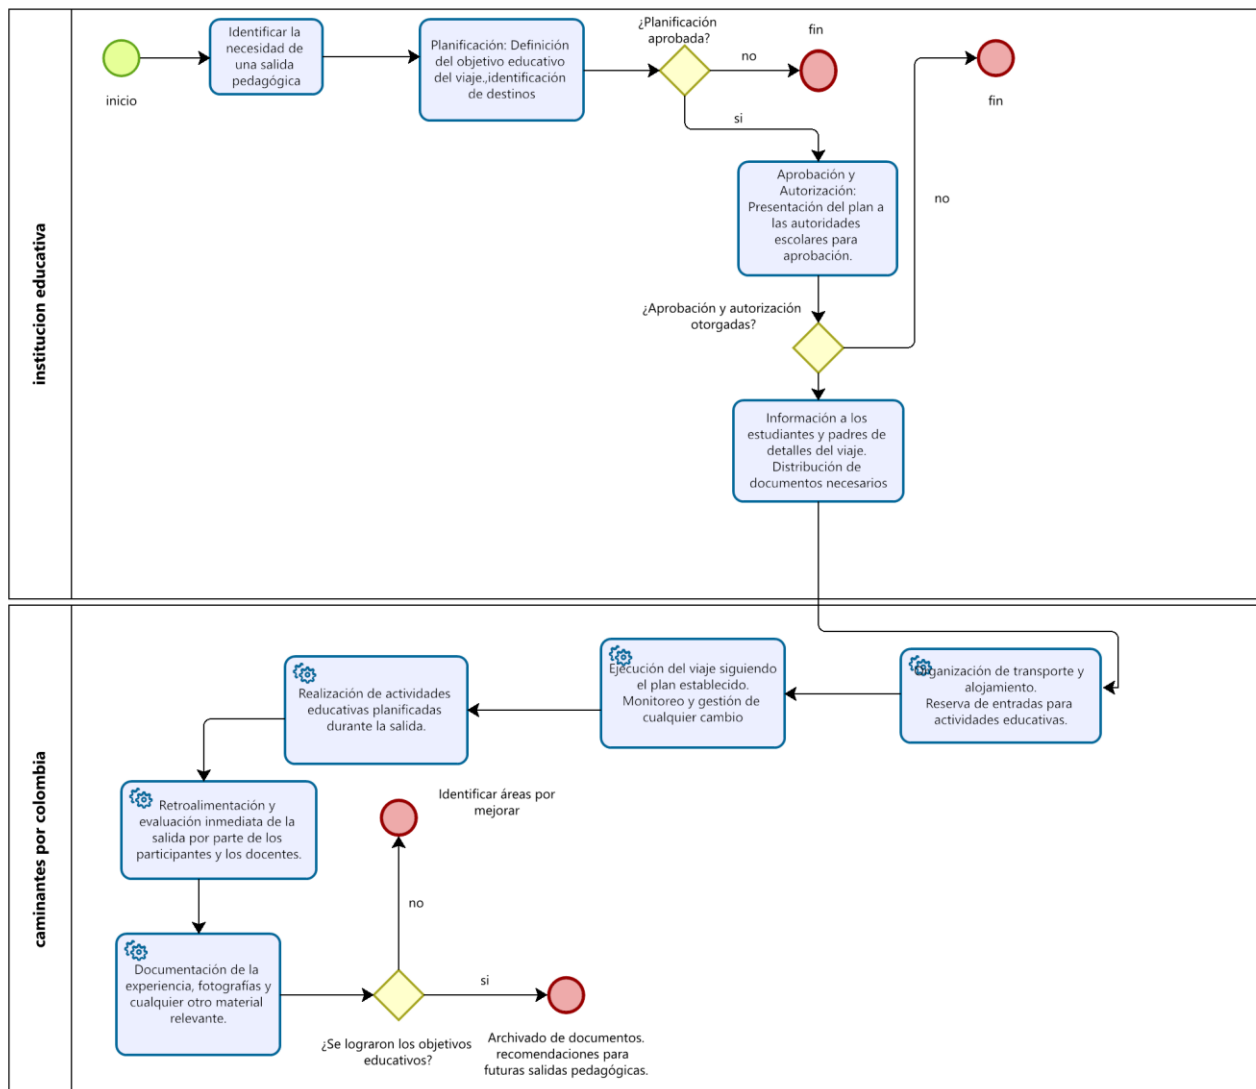 institucion educativa
inicio
Identificar la
necesidad de
una salida
pedagógica
Planificación: Definición
del objetivo educativo
del viaje.,identificación
de destinos
¿Planificación
aprobada?
no
fin
fin
si
Aprobación y
Autorización:
Presentación del plan a
las autoridades
escolares para
aprobación.
no
¿Aprobación y autorización
otorgadas?
Información a los
estudiantes y padres de
detalles del viaje.
Distribución de
documentos necesarios
caminantes por colombia
Organización de transporte y
alojamiento.
Reserva de entradas para
actividades educativas.
Ejecución del viaje siguiendo
el plan establecido.
Monitoreo y gestión de
cualquier cambio
Realización de actividades
educativas planificadas
durante la salida.
Retroalimentación y
evaluación inmediata de la
salida por parte de los
participantes y los docentes.
Documentación de la
experiencia, fotografías y
cualquier otro material
relevante.
¿Se lograron los objetivos
educativos?
no
Identificar áreas por
mejorar
si
Archivado de documentos.
recomendaciones para
futuras salidas pedagógicas.